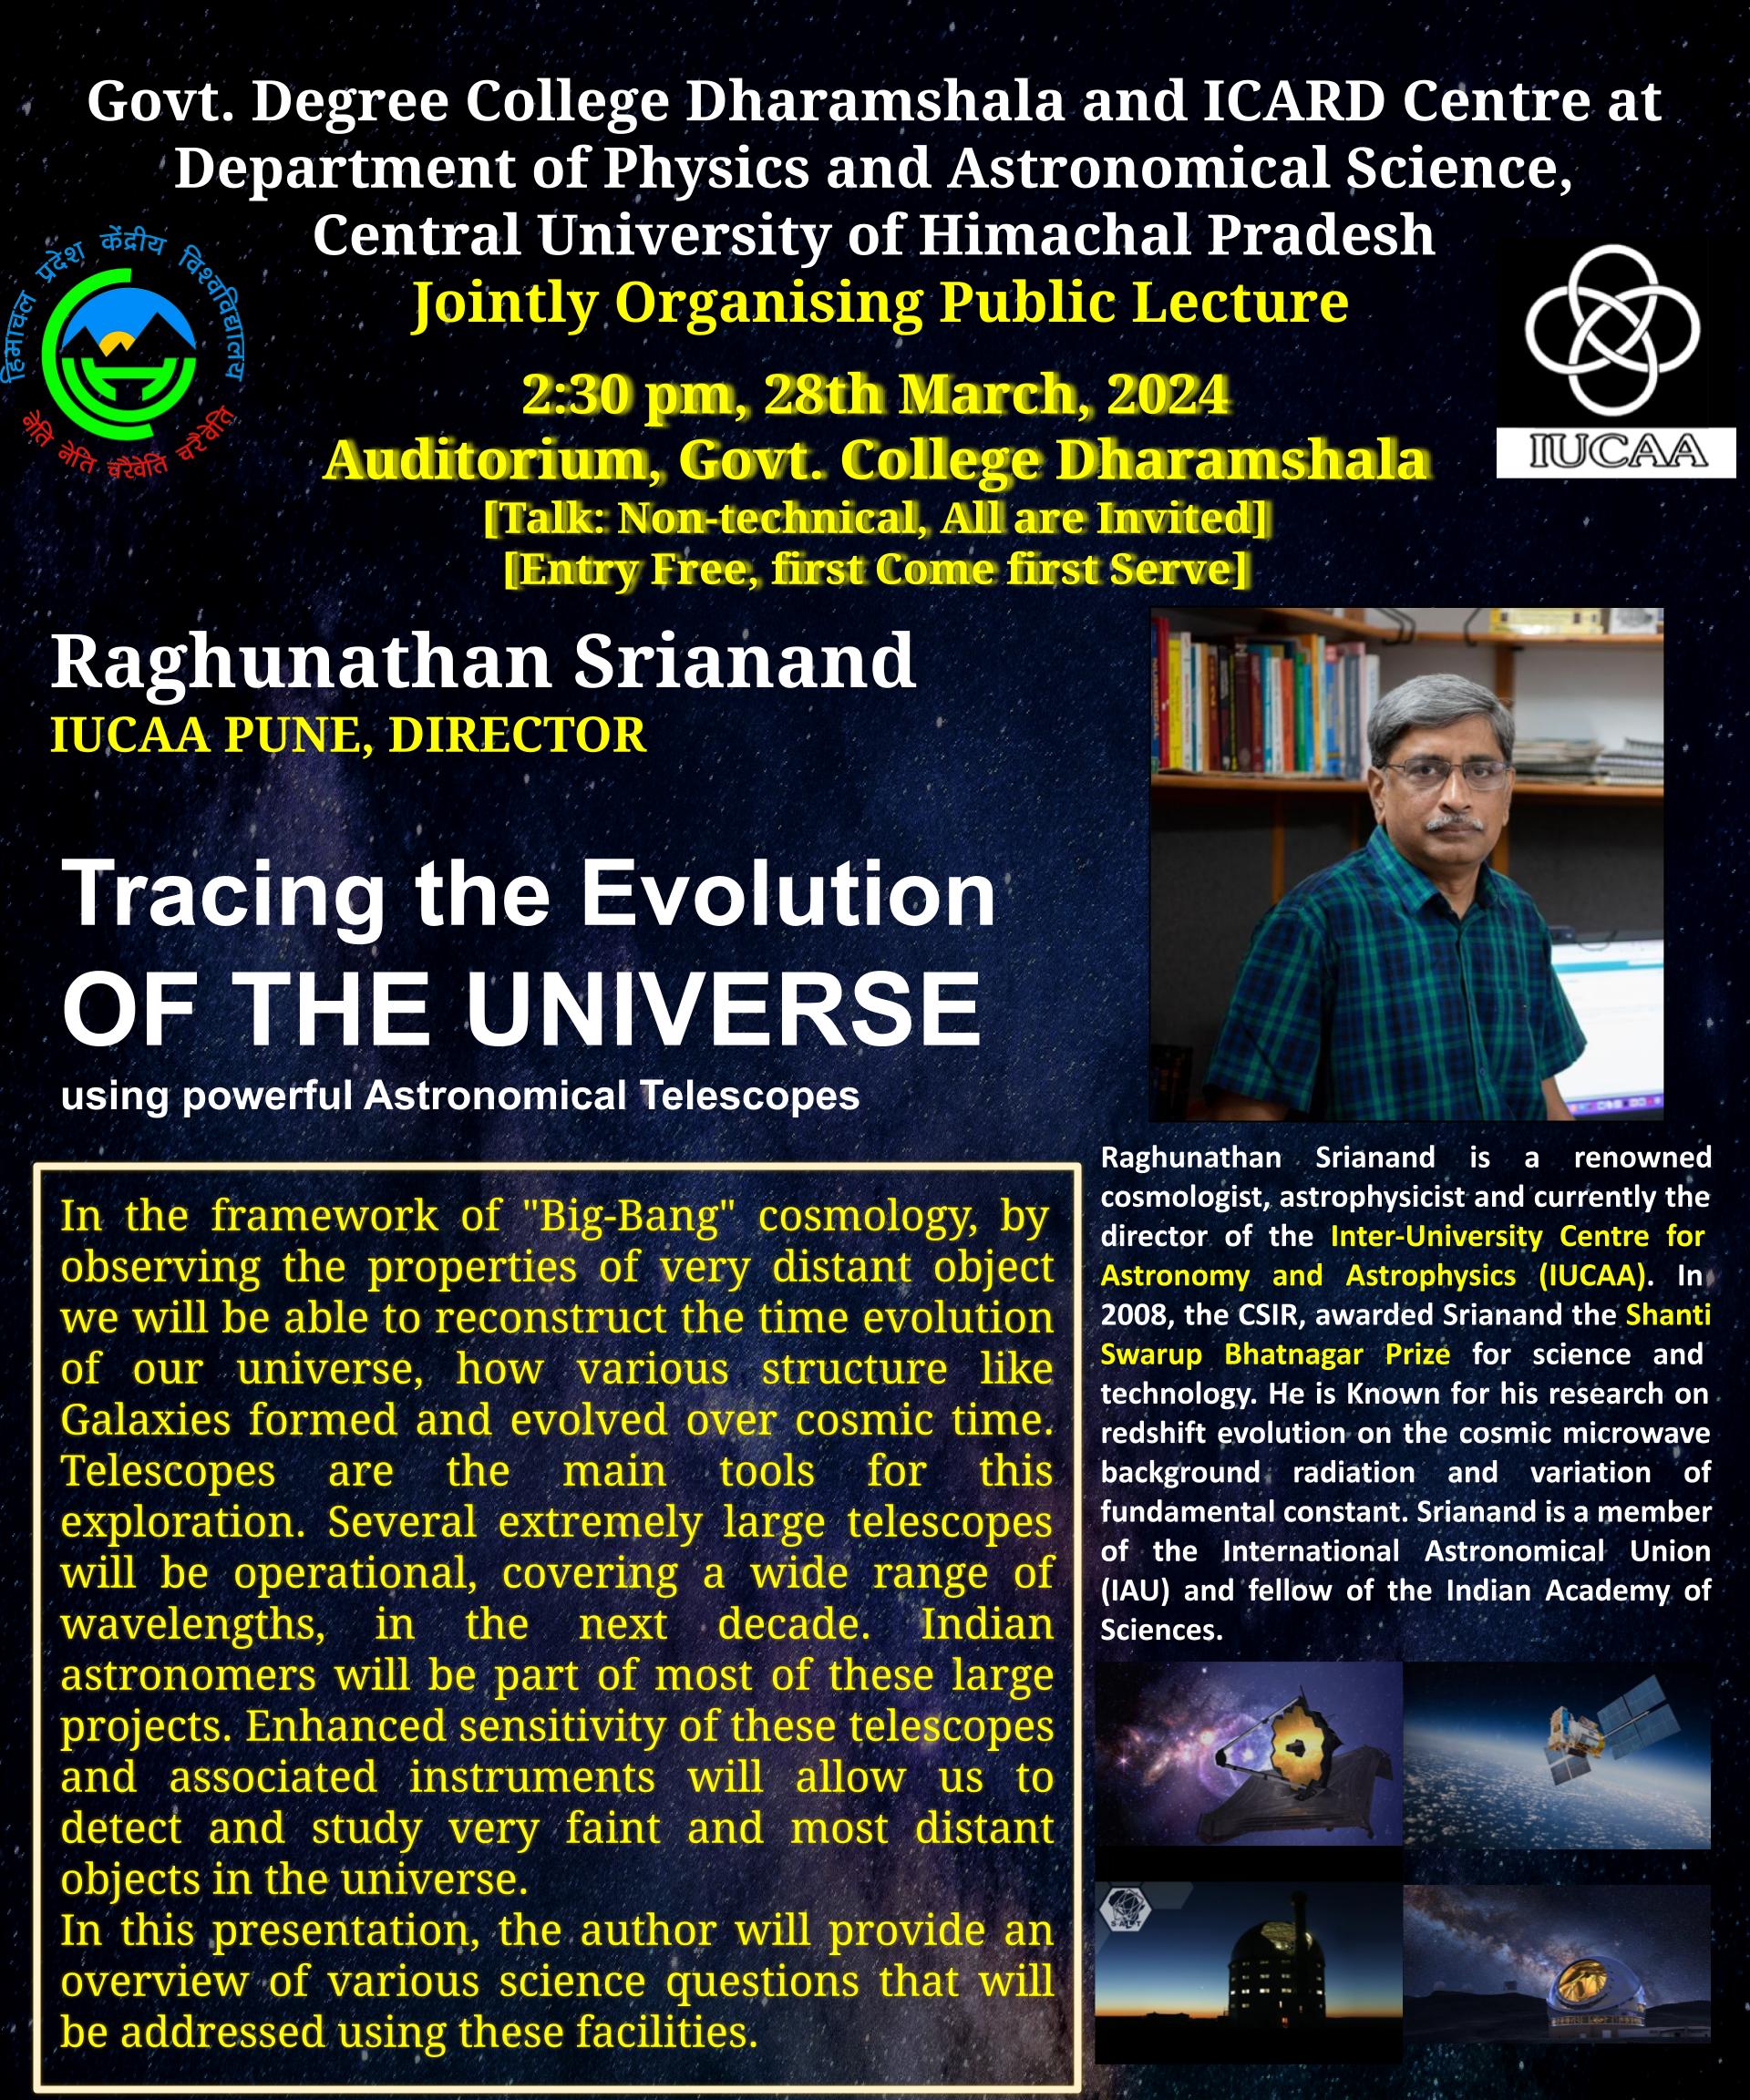 Govt. Degree College Dharamshala and ICARD Centre at
Department of Physics and Astronomical Science,
Central University of Himachal Pradesh
Jointly Organising Public Lecture
हिमाचल प्रदेश केंद्रीय विश्वविद्यालय
नेति नेति चरैवेति चरैवेति
IUCAA
2:30 pm, 28th March, 2024
Auditorium, Govt. College Dharamshala
[Talk: Non-technical, All are Invited]
[Entry Free, first Come first Serve]
Raghunathan Srianand
IUCAA PUNE, DIRECTOR
Tracing the Evolution
OF THE UNIVERSE
using powerful Astronomical Telescopes
In the framework of "Big-Bang" cosmology, by
observing the properties of very distant object
we will be able to reconstruct the time evolution
of our universe, how various structure like
Galaxies formed and evolved over cosmic time.
Telescopes are the main tools for this
exploration. Several extremely large telescopes
will be operational, covering a wide range of
wavelengths, in the next decade. Indian
astronomers will be part of most of these large
projects. Enhanced sensitivity of these telescopes
and associated instruments will allow us to
detect and study very faint and most distant
objects in the universe.
In this presentation, the author will provide an
overview of various science questions that will
be addressed using these facilities.
Raghunathan Srianand is a renowned
cosmologist, astrophysicist and currently the
director of the Inter-University Centre for
Astronomy and Astrophysics (IUCAA). In
2008, the CSIR, awarded Srianand the Shanti
Swarup Bhatnagar Prize for science and
technology. He is Known for his research on
redshift evolution on the cosmic microwave
background radiation and variation of
fundamental constant. Srianand is a member
of the International Astronomical Union
(IAU) and fellow of the Indian Academy of
Sciences.
SALT